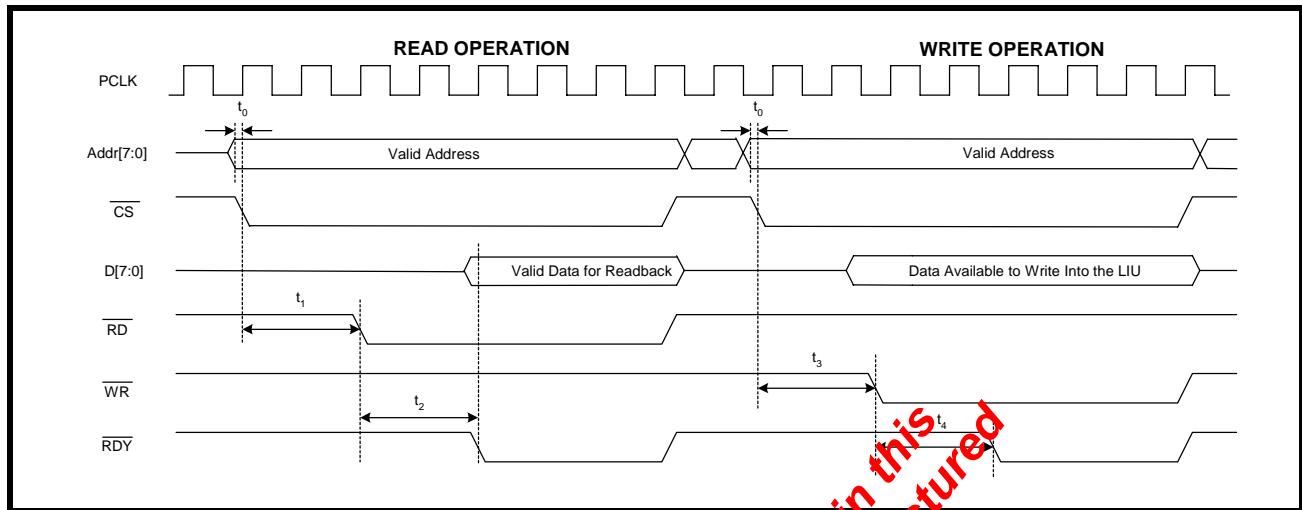 READ OPERATION WRITE OPERATION
PCLK
t0 t0
Addr[7:0] Valid Address Valid Address
CS
D[7:0] Valid Data for Readback Data Available to Write Into the LIU
t1
RD
t3
WR
t2 t4
RDY
in this
ctured